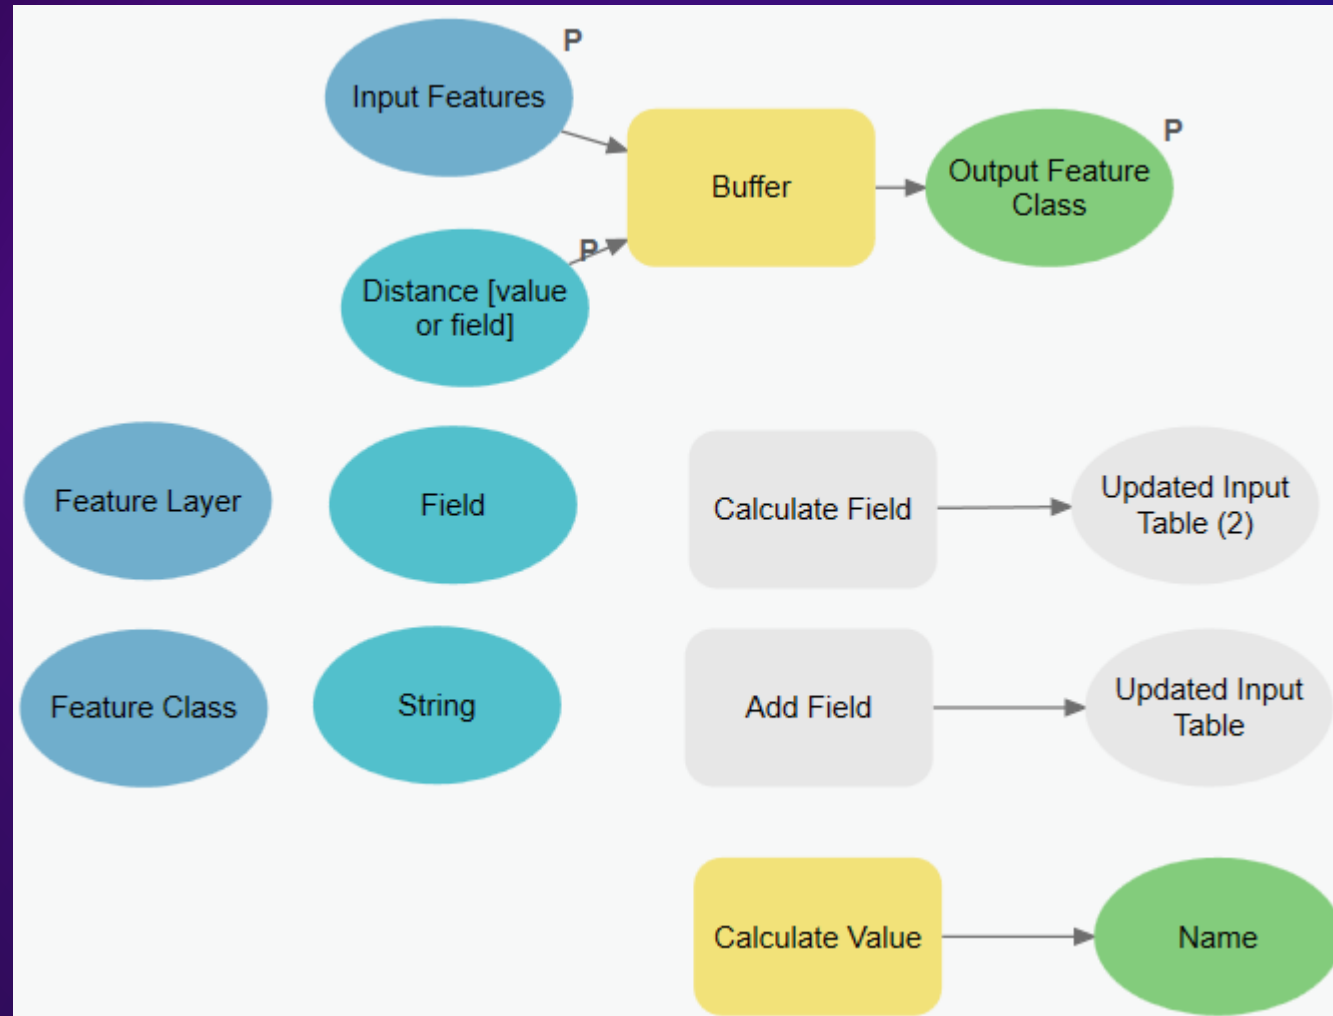 P
Input Features
Buffer
P
Output Feature
Class
P
Distance [value
or field]
Feature Layer
Field
Calculate Field
Updated Input
Table (2)
Feature Class
String
Add Field
Updated Input
Table
Calculate Value
Name